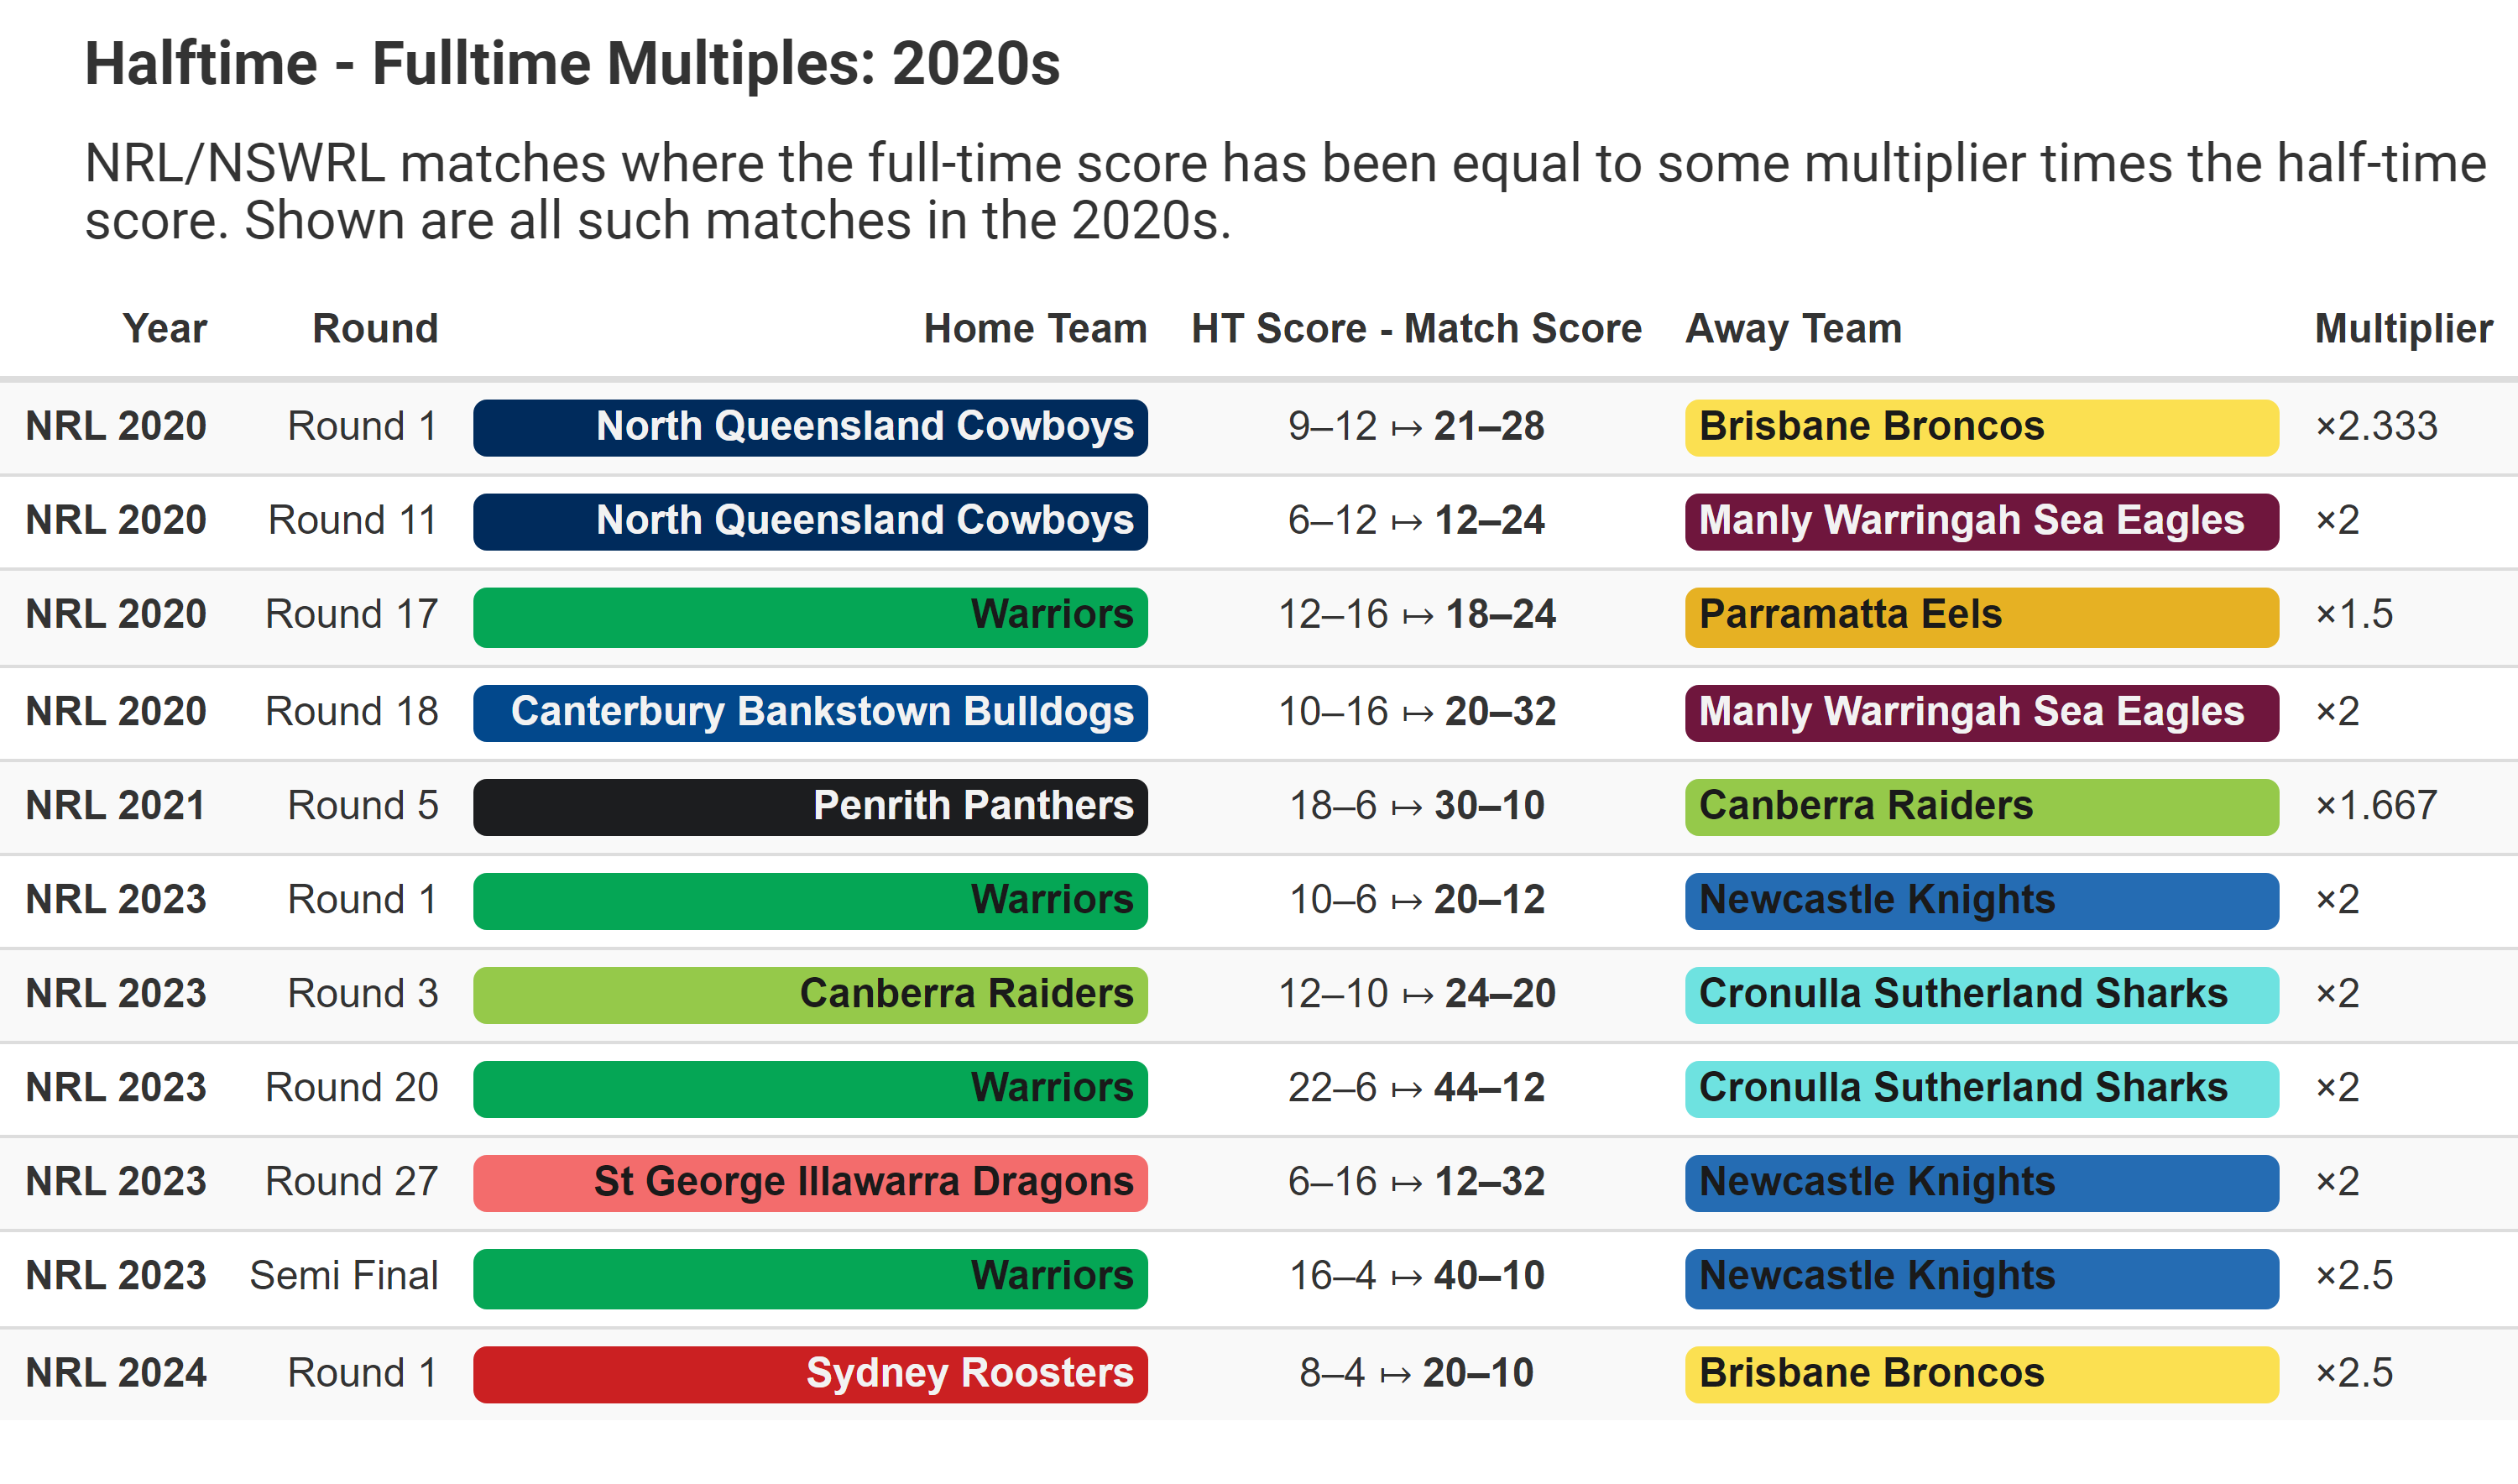 Halftime - Fulltime Multiples: 2020s
NRL/NSWRL matches where the full-time score has been equal to some multiplier times the half-time
score. Shown are all such matches in the 2020s.
Year Round Home Team HT Score - Match Score Away Team Multiplier
NRL 2020 Round 1 North Queensland Cowboys 9–12 ↦ 21–28 Brisbane Broncos ×2.333
NRL 2020 Round 11 North Queensland Cowboys 6–12 ↦ 12–24 Manly Warringah Sea Eagles ×2
NRL 2020 Round 17 Warriors 12–16 ↦ 18–24 Parramatta Eels ×1.5
NRL 2020 Round 18 Canterbury Bankstown Bulldogs 10–16 ↦ 20–32 Manly Warringah Sea Eagles ×2
NRL 2021 Round 5 Penrith Panthers 18–6 ↦ 30–10 Canberra Raiders ×1.667
NRL 2023 Round 1 Warriors 10–6 ↦ 20–12 Newcastle Knights ×2
NRL 2023 Round 3 Canberra Raiders 12–10 ↦ 24–20 Cronulla Sutherland Sharks ×2
NRL 2023 Round 20 Warriors 22–6 ↦ 44–12 Cronulla Sutherland Sharks ×2
NRL 2023 Round 27 St George Illawarra Dragons 6–16 ↦ 12–32 Newcastle Knights ×2
NRL 2023 Semi Final Warriors 16–4 ↦ 40–10 Newcastle Knights ×2.5
NRL 2024 Round 1 Sydney Roosters 8–4 ↦ 20–10 Brisbane Broncos ×2.5